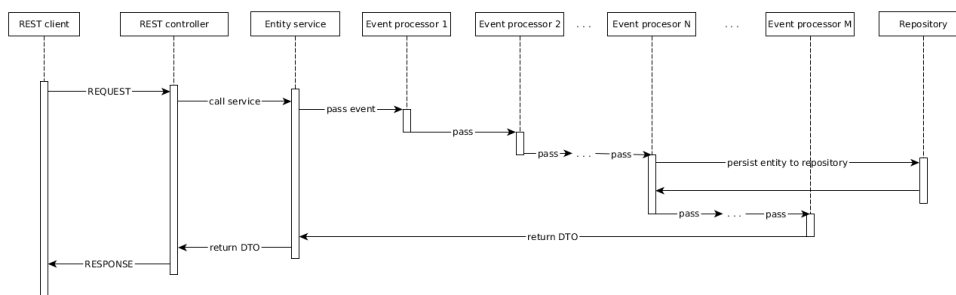 REST client
REST controller
Entity service
Event processor 1
Event processor 2
. . .
Event procesor N
. . .
Event processor M
Repository
REQUEST
call service
pass event
pass
pass
. . .
pass
persist entity to repository
pass
. . .
pass
return DTO
return DTO
RESPONSE